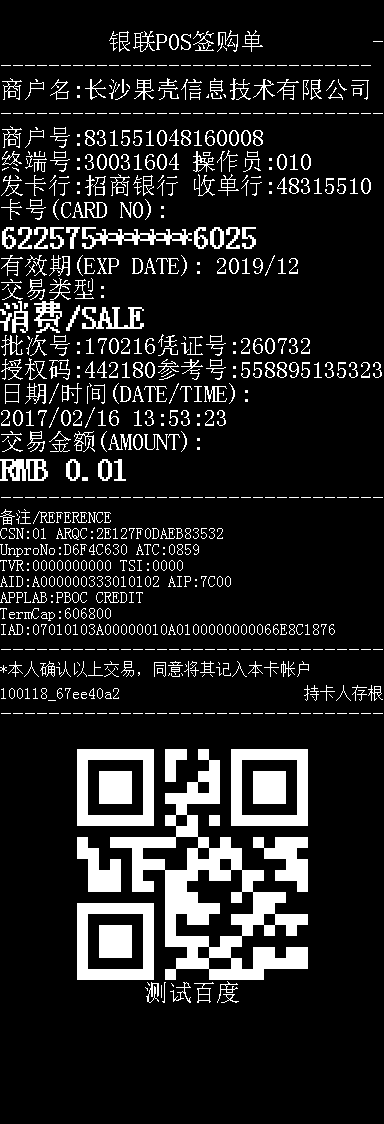 银联POS签购单
商户名:长沙果壳信息技术有限公司
商户号:831551048160008
终端号:30031604 操作员:010
发卡行:招商银行 收单行:48315510
卡号(CARD NO):
622575******6025
有效期(EXP DATE): 2019/12
交易类型:
消费/SALE
批次号:170216凭证号:260732
授权码:442180参考号:558895135323
日期/时间(DATE/TIME):
2017/02/16 13:53:23
交易金额(AMOUNT):
RMB 0.01
备注/REFERENCE
CSN:01 ARQC:2E127F0DAEB83532
UnproNo:D6F4C630 ATC:0859
TVR:0000000000 TSI:0000
AID:A000000333010102 AIP:7C00
APPLAB:PBOC CREDIT
TermCap:606800
IAD:07010103A00000010A0100000000066E8C1876
*本人确认以上交易, 同意将其记入本卡帐户
100118_67ee40a2 持卡人存根
测试百度